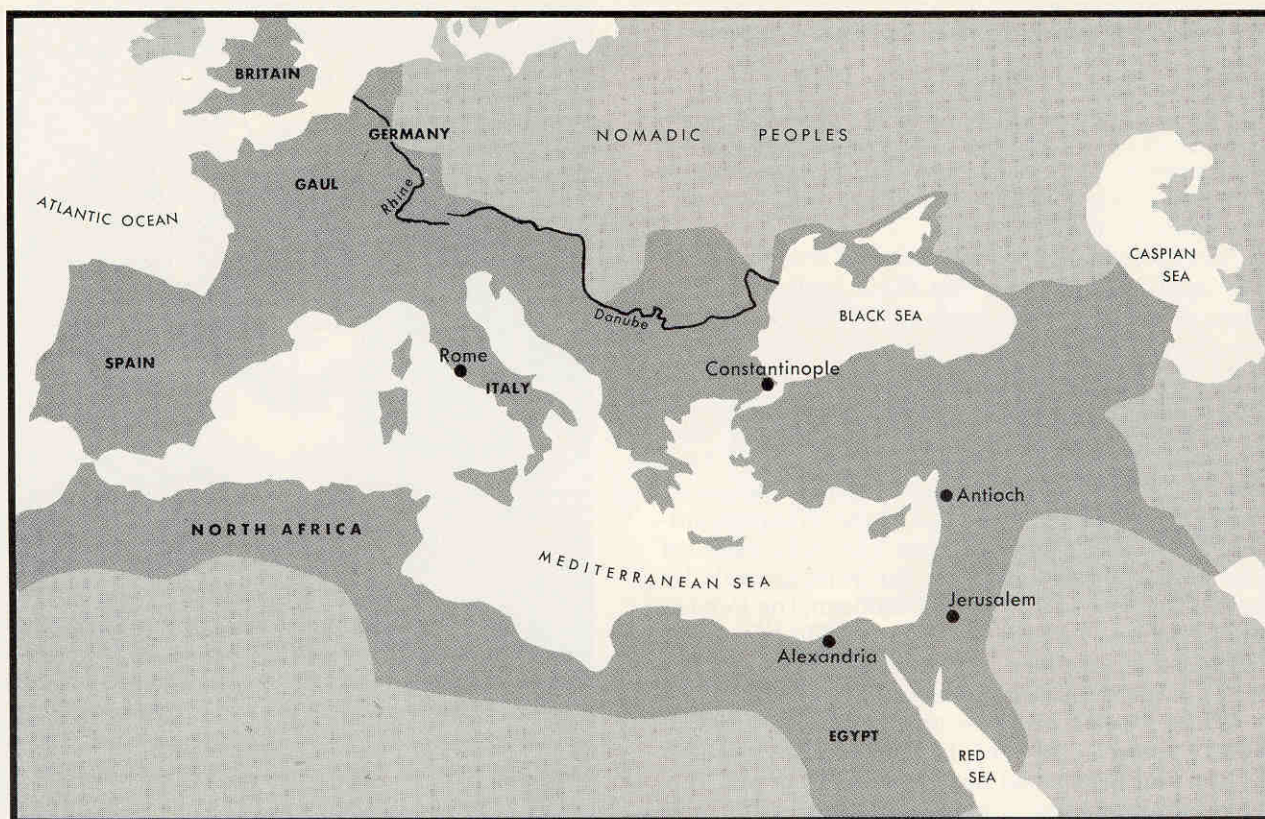 BRITAIN
GERMANY
NOMADIC PEOPLES
GAUL
Rhine
ATLANTIC OCEAN
CASPIAN
SEA
Danube
BLACK SEA
SPAIN
Rome
ITALY
Constantinople
Antioch
NORTH AFRICA
MEDITERRANEAN SEA
Jerusalem
Alexandria
EGYPT
RED
SEA